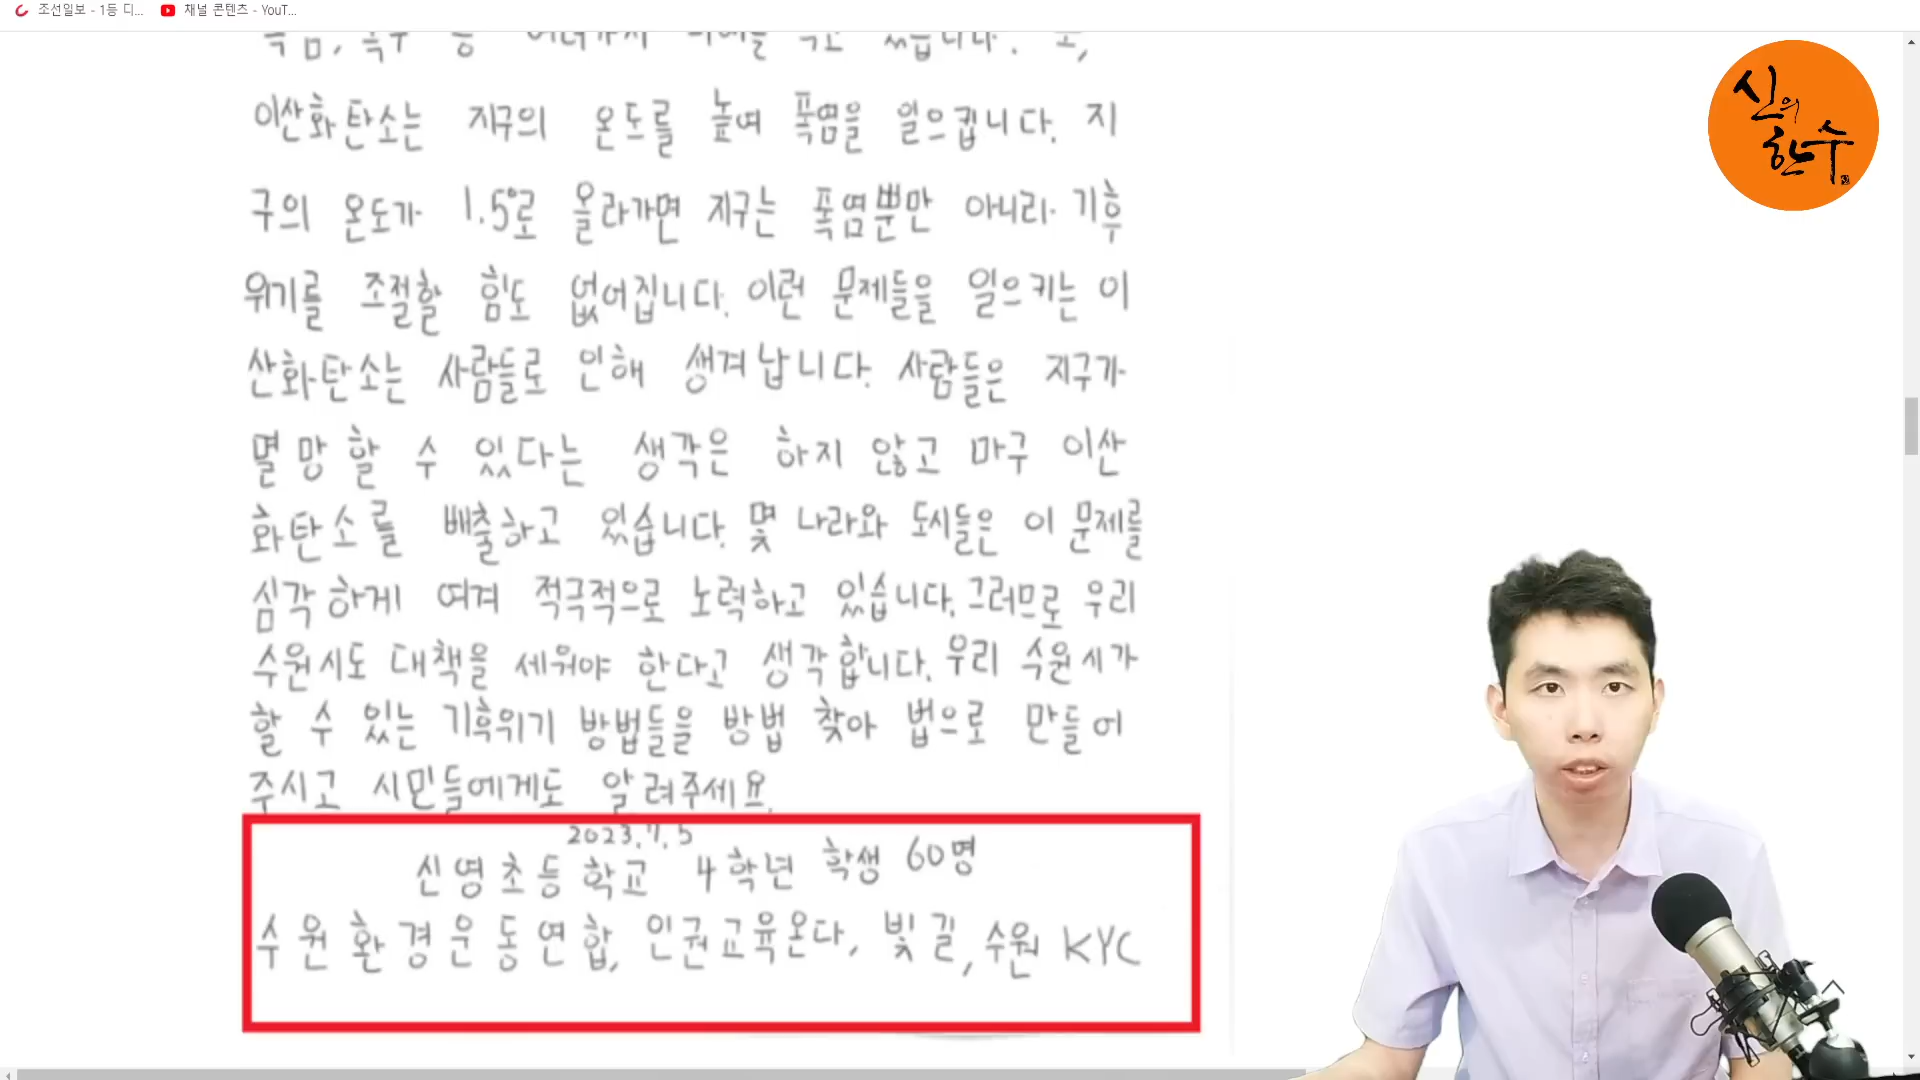 조선일보 - 1등 디...
채널 콘텐츠 - YouT...
신의
한수
이산화탄소는 지구의 온도를 높여 폭염을 일으킵니다. 지
구의 온도가 1.5°로 올라가면 지구는 폭염뿐만 아니라 기후
위기를 조절할 힘도 없어집니다. 이런 문제들을 일으키는 이
산화탄소는 사람들로 인해 생겨납니다. 사람들은 지구가
멸망할 수 있다는 생각은 하지 않고 마구 이산
화탄소를 배출하고 있습니다. 몇 나라와 도시들은 이 문제를
심각하게 여겨 적극적으로 노력하고 있습니다. 그러므로 우리
수원시도 대책을 세워야 한다고 생각합니다. 우리 수원시가
할 수 있는 기후위기 방법들을 방법 찾아 법으로 만들어
주시고 시민들에게도 알려주세요.
2023.7.5
신영초등학교 4학년 학생 60명
수원환경운동연합, 인권교육온다, 빛길, 수원 KYC